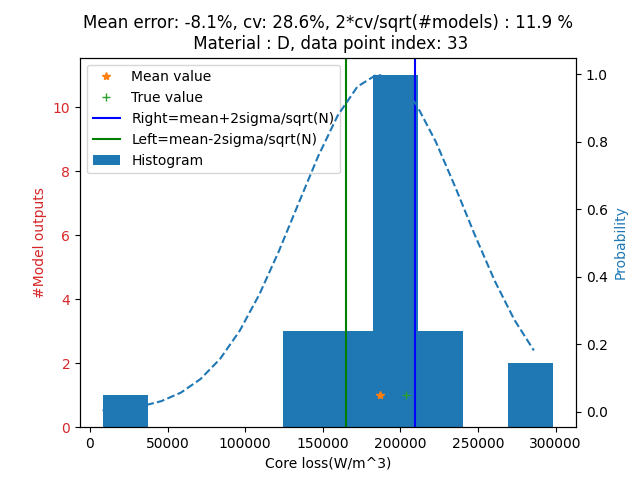 Mean error: -8.1%, cv: 28.6%, 2*cv/sqrt(#models) : 11.9 %
Material : D, data point index: 33
Mean value
True value
Right=mean+2sigma/sqrt(N)
Left=mean-2sigma/sqrt(N)
Histogram
#Model outputs
10
8
6
4
2
0
1.0
0.8
0.6
0.4
0.2
0.0
Probability
0 50000 100000 150000 200000 250000 300000
Core loss(W/m^3)